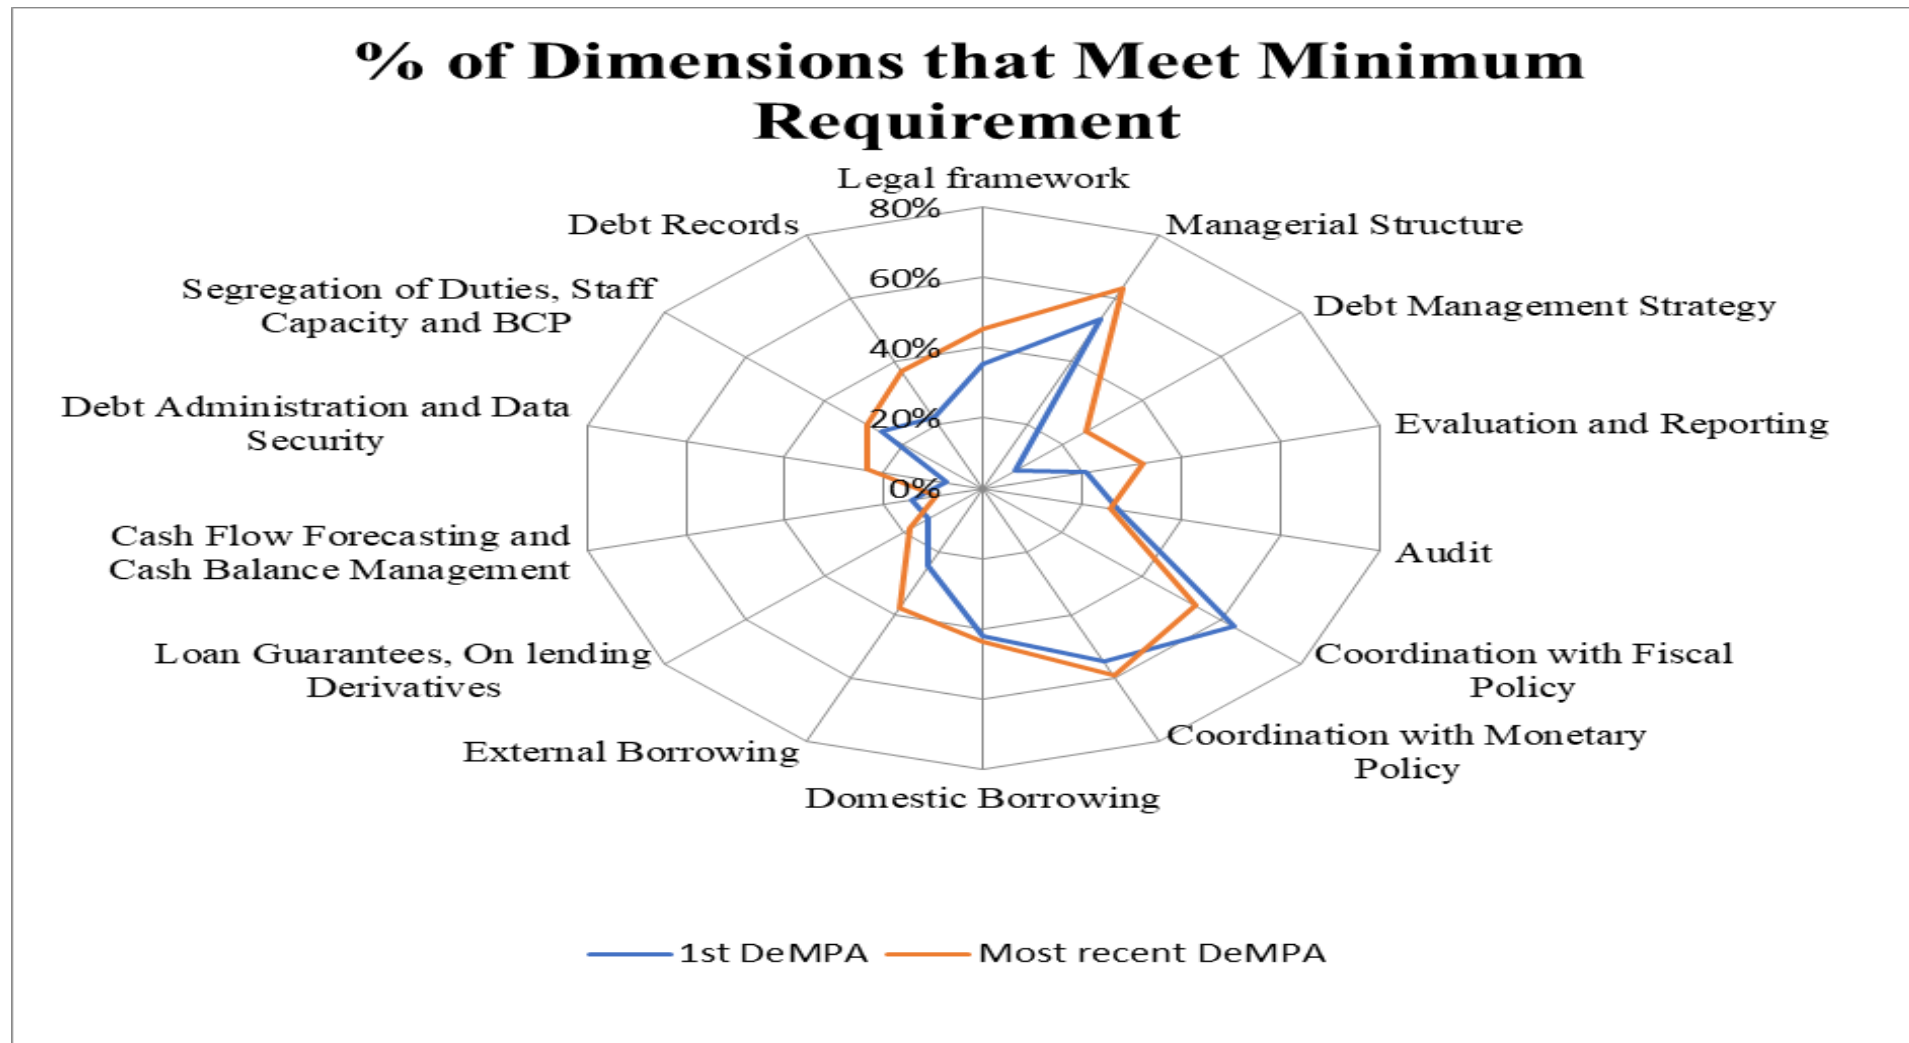 % of Dimensions that Meet Minimum
Requirement
Legal framework
80%
Debt Records
Managerial Structure
60%
Segregation of Duties, Staff
Capacity and BCP
Debt Management Strategy
40%
Debt Administration and Data
Security
20%
Evaluation and Reporting
0%
Cash Flow Forecasting and
Cash Balance Management
Audit
Loan Guarantees, On lending
Derivatives
Coordination with Fiscal
Policy
External Borrowing
Coordination with Monetary
Policy
Domestic Borrowing
1st DeMPA
Most recent DeMPA